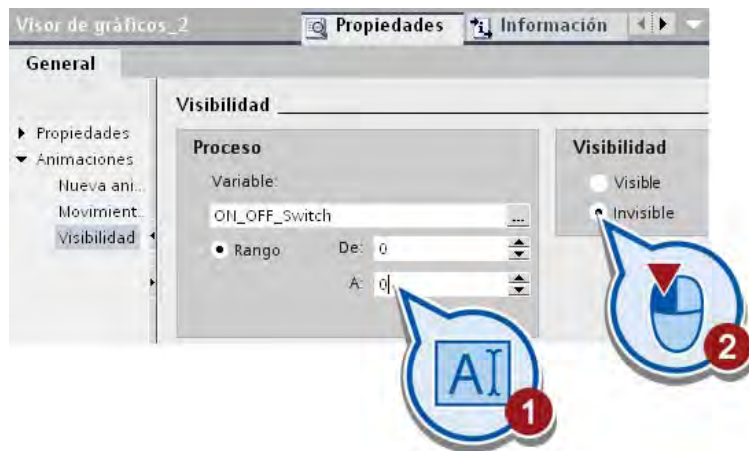 Visor de gráficos_2
Propiedades
Información
General
Visibilidad
Propiedades
Animaciones
Nueva ani...
Movimient...
Visibilidad
Proceso
Variable:
ON_OFF_Switch
...
Rango
De: 0
A: 0
Visibilidad
Visible
Invisible
A
1
2